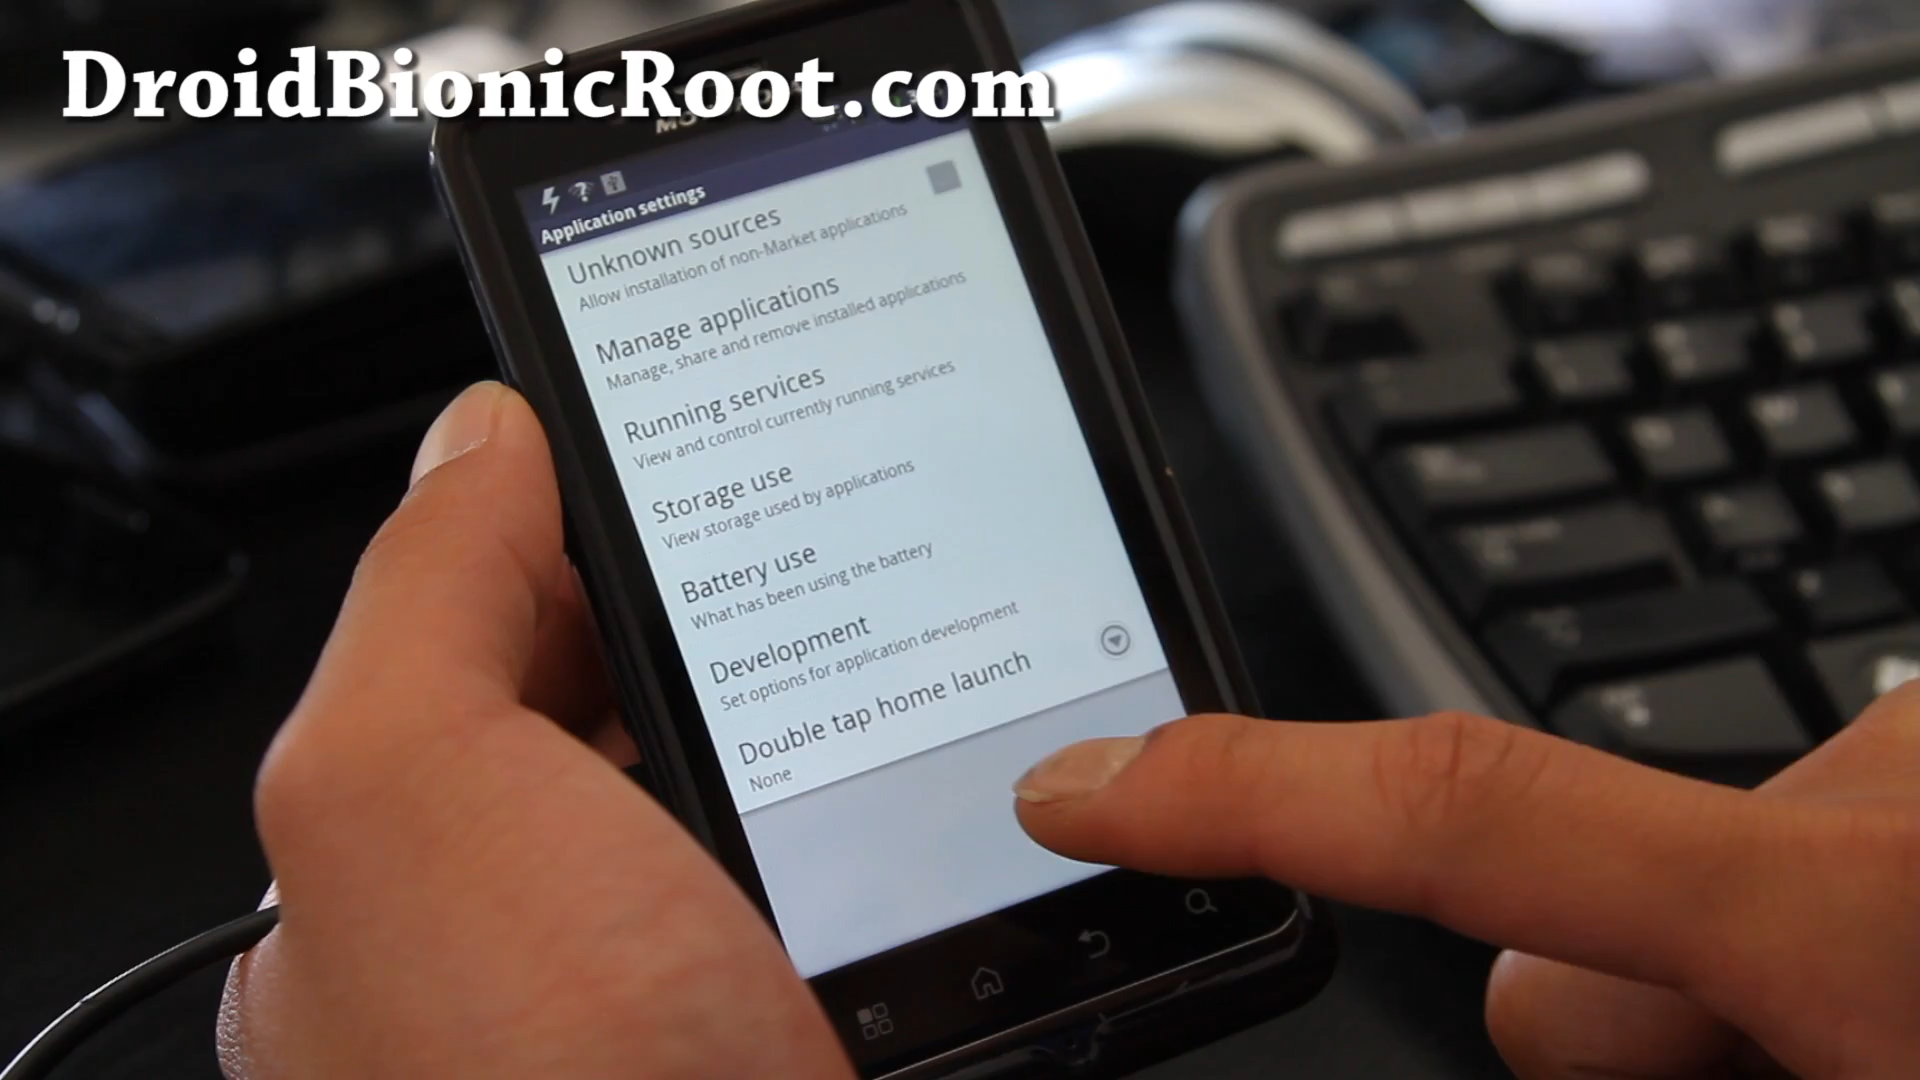 DroidBionicRoot.com
Application settings
Unknown sources
Allow installation of non-Market applications
Manage applications
Manage, share and remove installed applications
Running services
View and control currently running services
Storage use
View storage used by applications
Battery use
What has been using the battery
Development
Set options for application development
Double tap home launch
None